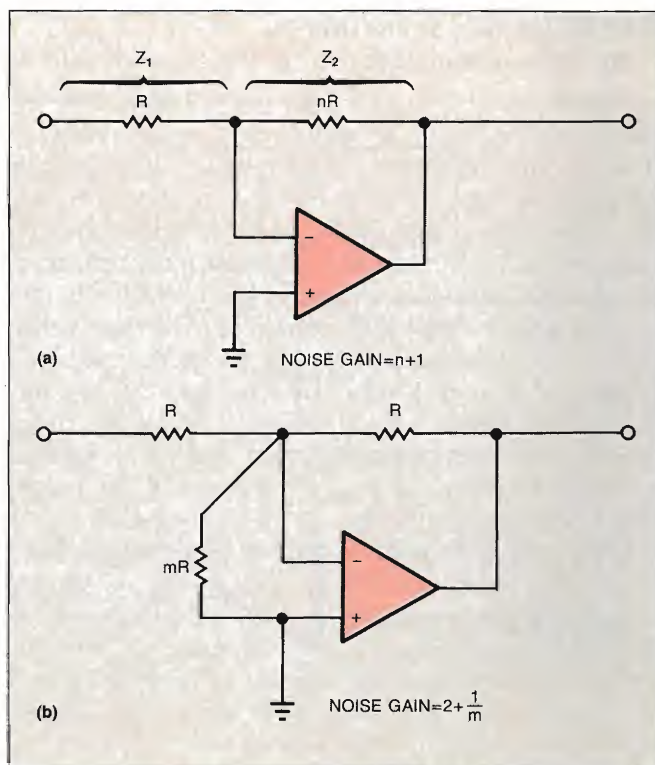 Z₁ Z₂
R nR
−
+
(a) NOISE GAIN=n+1
R R
mR
−
+
(b) NOISE GAIN=2+1/m